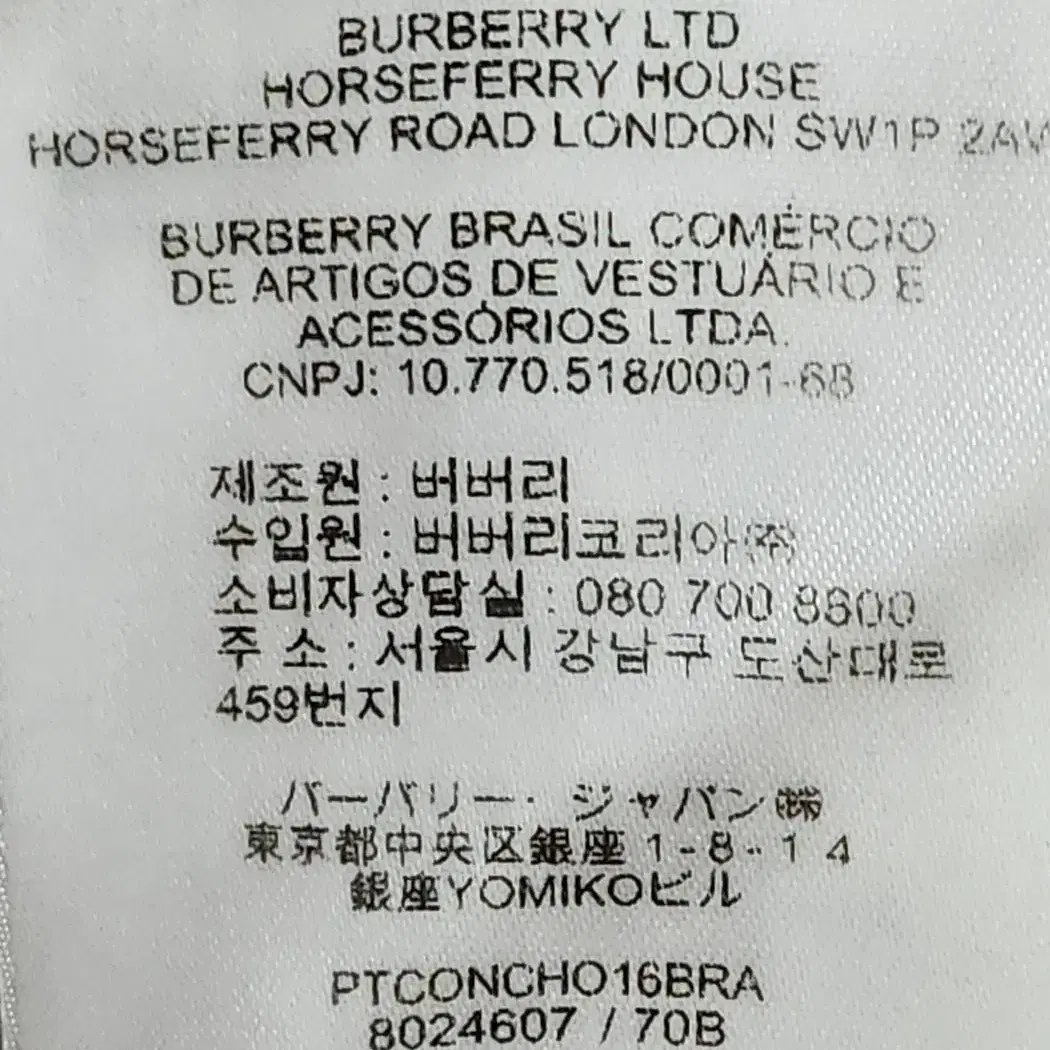 BURBERRY LTD
HORSEFERRY HOUSE
HORSEFERRY ROAD LONDON SW1P
BURBERRY BRASIL COMÉRCIO
DE ARTIGOS DE VESTUÁRIO E
ACESSÓRIOS LTDA.
CNPJ: 10.770.518/0001-68
제조원 : 버버리
수입원 : 버버리코리아㈜
소비자상담실 : 080 700 8800
주 소 : 서울시 강남구 도산대로
459번지
バーバリー・ジャパン㈱
東京都中央区銀座1-8-14
銀座YOMIKOビル
PTCONCHO16BRA
8024607 / 70B